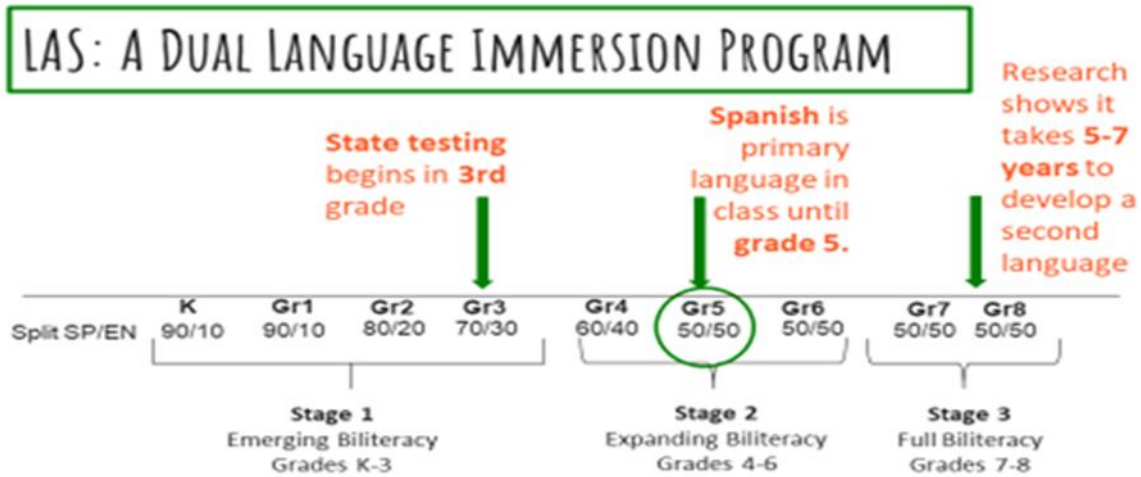 LAS: A DUAL LANGUAGE IMMERSION PROGRAM
State testing
begins in 3rd
grade
Spanish is
primary
language in
class until
grade 5.
Research
shows it
takes 5-7
years to
develop a
second
language
K Gr1 Gr2 Gr3 Gr4 Gr5 Gr6 Gr7 Gr8
Split SP/EN 90/10 90/10 80/20 70/30 60/40 50/50 50/50 50/50 50/50
Stage 1
Emerging Biliteracy
Grades K-3
Stage 2
Expanding Biliteracy
Grades 4-6
Stage 3
Full Biliteracy
Grades 7-8